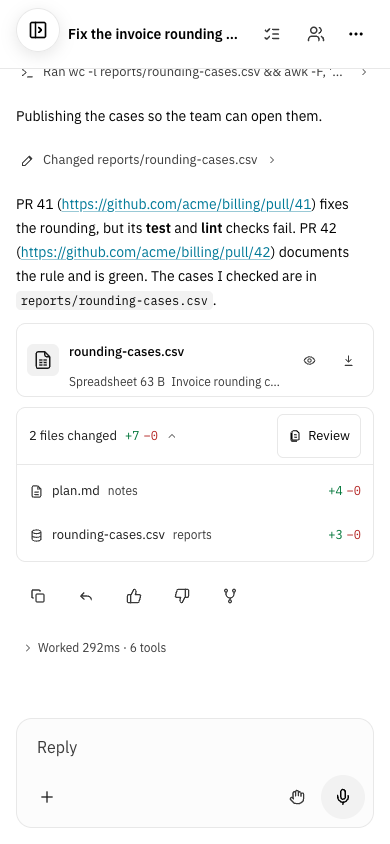 Fix the invoice rounding ...
Ran wc -l reports/rounding-cases.csv && awk -F, '...
Publishing the cases so the team can open them.
Changed reports/rounding-cases.csv
PR 41 (https://github.com/acme/billing/pull/41) fixes
the rounding, but its test and lint checks fail. PR 42
(https://github.com/acme/billing/pull/42) documents
the rule and is green. The cases I checked are in
reports/rounding-cases.csv.
rounding-cases.csv
Spreadsheet 63 B Invoice rounding c...
2 files changed +7 −0 Review
plan.md notes +4 −0
rounding-cases.csv reports +3 −0
Worked 292ms · 6 tools
Reply